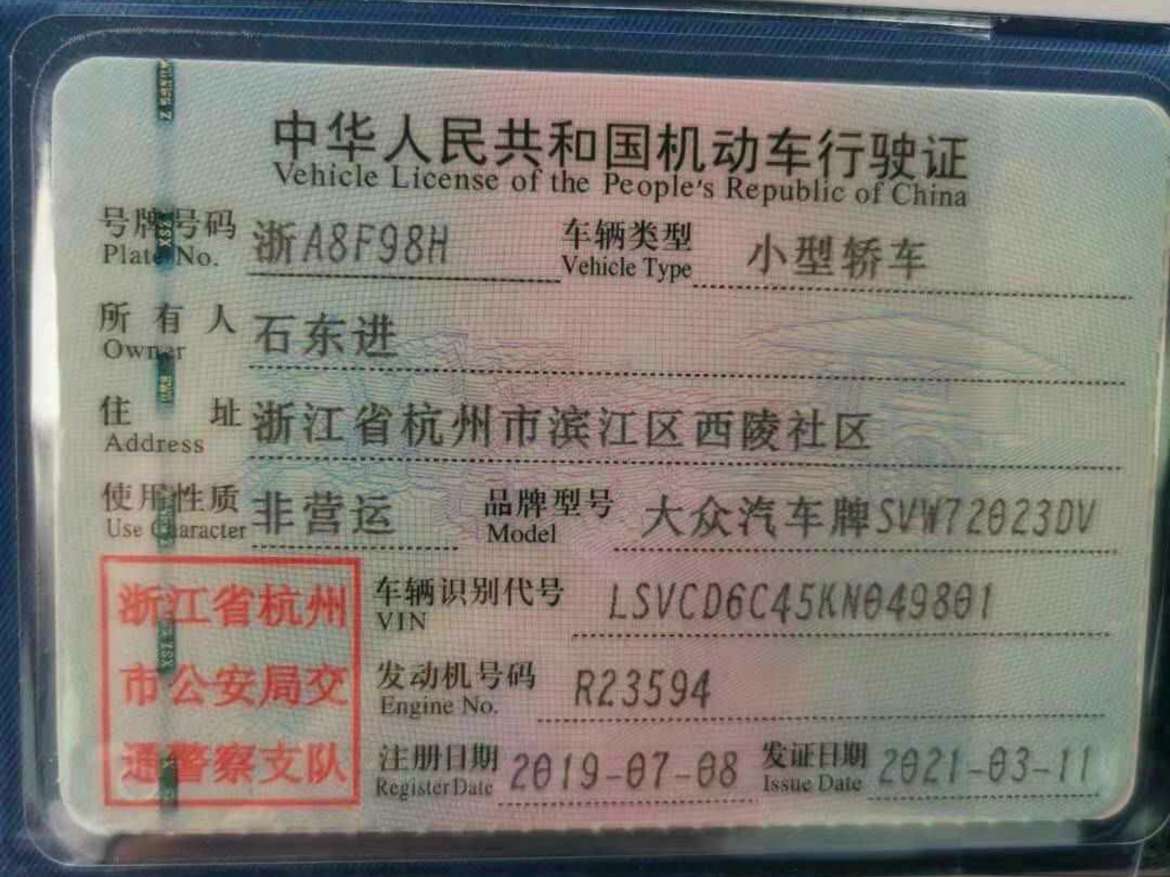 中华人民共和国机动车行驶证
Vehicle License of the People's Republic of China
号牌号码 浙A8F98H 车辆类型 小型轿车
Plate No. Vehicle Type
所有人 石东进
Owner
住址 浙江省杭州市滨江区西陵社区
Address
使用性质 非营运 品牌型号 大众汽车牌SVW72023DV
Use Character Model
浙江省杭州
市公安局交
通警察支队
车辆识别代号 LSVCD6C45KN049801
VIN
发动机号码 R23594
Engine No.
注册日期 2019-07-08 发证日期 2021-03-11
Register Date Issue Date